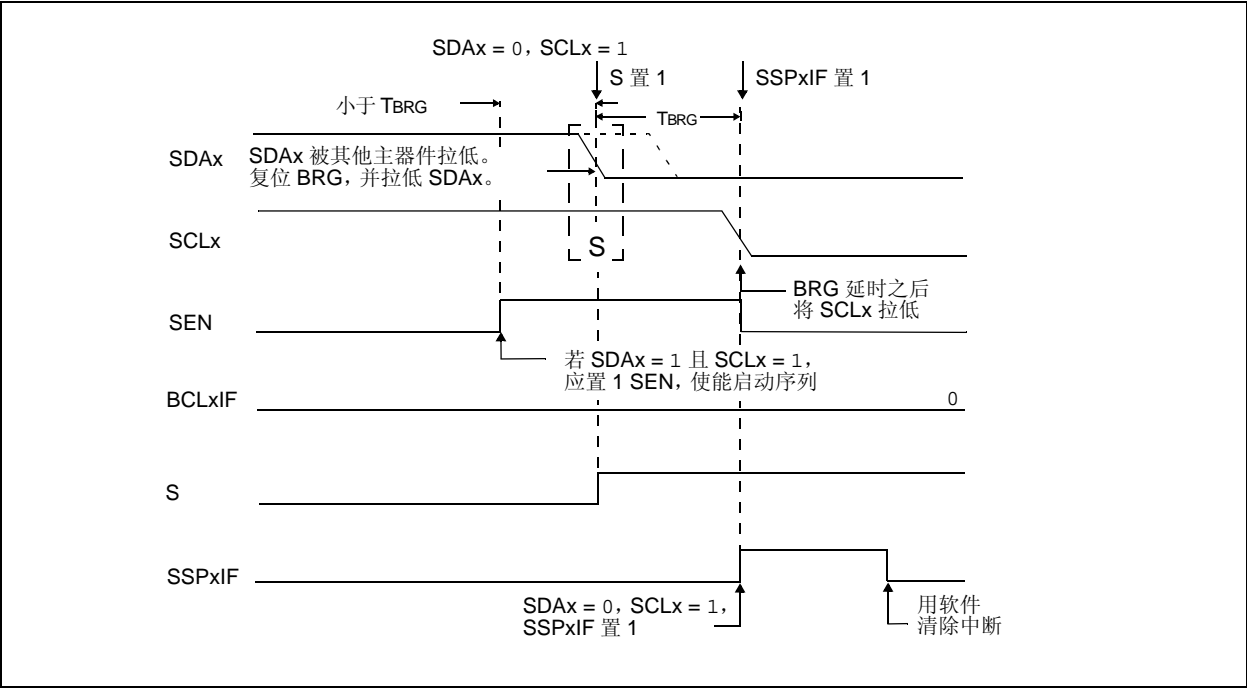 SDAx = 0，SCLx = 1
S 置 1
SSPxIF 置 1
小于 TBRG
TBRG
SDAx
SDAx 被其他主器件拉低。
复位 BRG，并拉低 SDAx。
SCLx
S
BRG 延时之后
将 SCLx 拉低
SEN
若 SDAx = 1 且 SCLx = 1，
应置 1 SEN，使能启动序列
BCLxIF
0
S
SSPxIF
SDAx = 0，SCLx = 1，
SSPxIF 置 1
用软件
清除中断